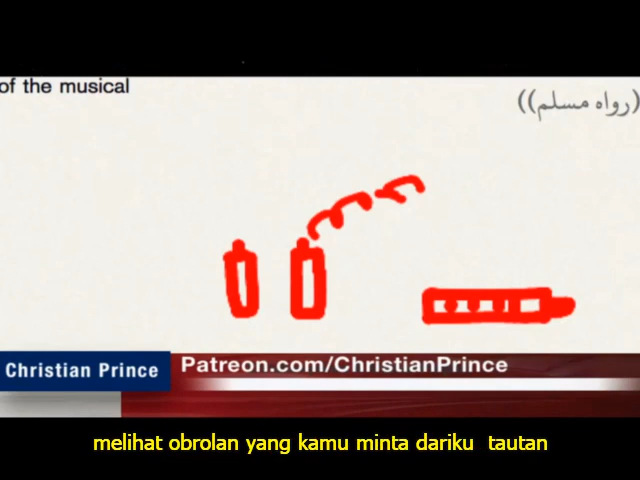 of the musical
(رواه مسلم))
Patreon.com/ChristianPrince
Christian Prince
melihat obrolan yang kamu minta dariku tautan